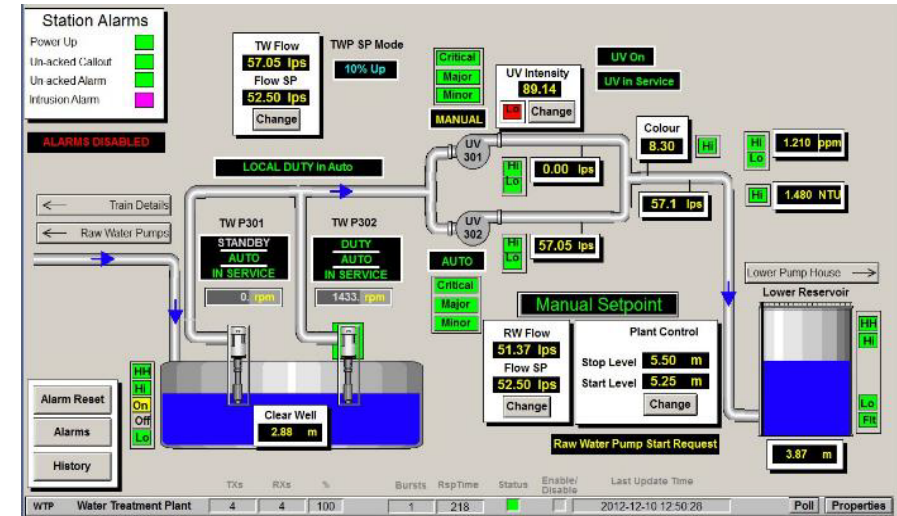 Station Alarms
Power Up
Un-acked Callout
Un-acked Alarm
Intrusion Alarm
ALARMS DISABLED
TW Flow
57.05 lps
Flow SP
52.50 lps
Change
TWP SP Mode
10% Up
Critical
Major
Minor
MANUAL
UV Intensity
89.14
Lo
Change
UV On
UV in Service
Colour
8.30
Hi
Hi
Lo
1.210 ppm
Hi
1.480 NTU
LOCAL DUTY in Auto
UV
301
Hi
Lo
0.00 lps
57.1 lps
UV
302
Hi
Lo
57.05 lps
AUTO
Critical
Major
Minor
Train Details
Raw Water Pumps
TW P301
STANDBY
AUTO
IN SERVICE
0. rpm
TW P302
DUTY
AUTO
IN SERVICE
1433. rpm
Lower Pump House
Lower Reservoir
HH
Hi
Lo
Flt
3.87 m
Manual Setpoint
RW Flow
51.37 lps
Flow SP
52.50 lps
Change
Plant Control
Stop Level 5.50 m
Start Level 5.25 m
Change
Raw Water Pump Start Request
HH
Hi
On
Off
Lo
Clear Well
2.88 m
Alarm Reset
Alarms
History
TXs RXs % Bursts RspTime Status Enable/ Disable Last Update Time
WTP Water Treatment Plant 4 4 100 1 218 2012-12-10 12:50:28 Poll Properties